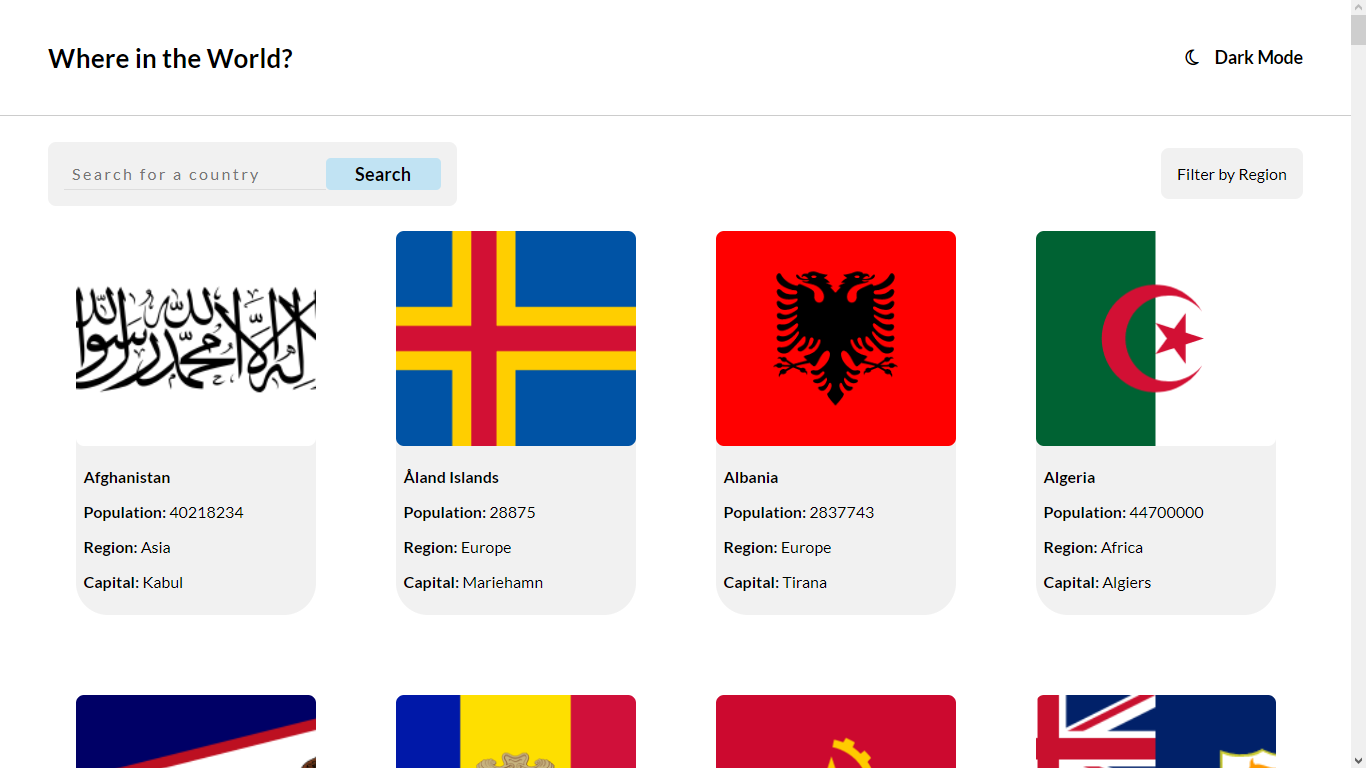 Where in the World?
Dark Mode
Search for a country
Search
Filter by Region
لا إله إلا الله محمد رسول الله
Afghanistan
Population: 40218234
Region: Asia
Capital: Kabul
Åland Islands
Population: 28875
Region: Europe
Capital: Mariehamn
Albania
Population: 2837743
Region: Europe
Capital: Tirana
Algeria
Population: 44700000
Region: Africa
Capital: Algiers